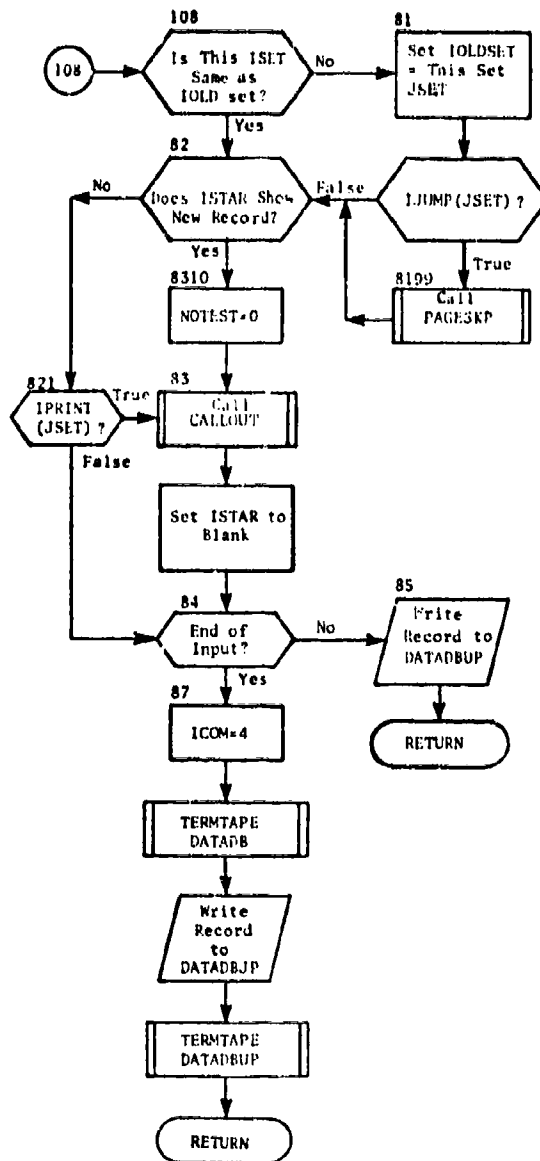 108
108
Is This ISET
Same as
IOLD set?
No
Yes
81
Set IOLDSET
= This Set
JSET
82
Does ISTAR Show
New Record?
No
Yes
False
IJUMP(JSET) ?
True
8199
Call
PAGESKP
8310
NOTEST=0
821
IPRINT
(JSET) ?
True
False
83
Call
CALLOUT
Set ISTAR to
Blank
84
End of
Input?
No
Yes
85
Write
Record to
DATADBUP
RETURN
87
ICOM=4
TERMTAPE
DATADB
Write
Record
to
DATADBJP
TERMTAPE
DATADBUP
RETURN